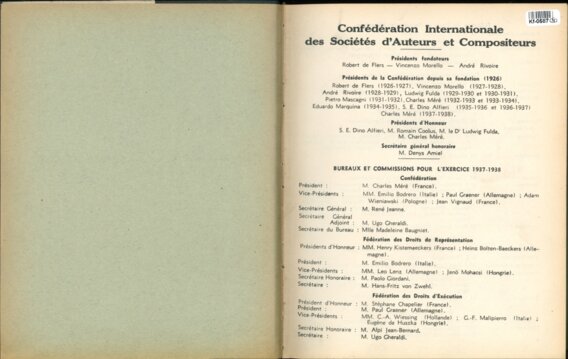 KI-0587
Confédération Internationale
des Sociétés d'Auteurs et Compositeurs
Présidents fondateurs
Robert de Flers — Vincenzo Morello — André Rivoire
Présidents de la Confédération depuis sa fondation (1926)
Robert de Flers (1926-1927), Vincenzo Morello (1927-1928)
André Rivoire (1928-1929), Ludwig Fulda (1929-1930 et 1930-1931),
Pietro Mascagni (1931-1932) Charles Méré (1932-1933 et 1933-1934),
Eduardo Marquina (1934-1935), S. E. Dino Alfieri (1935-1936 et 1936-1937)
Charles Méré (1937-1938).
Présidents d'Honneur
S. E. Dino Alfieri, M. Romain Coolus, M. le Dr Ludwig Fulda,
M. Charles Méré.
Secrétaire général honoraire
M. Denys Amiel
BUREAUX ET COMMISSIONS POUR L'EXERCICE 1937-1938
Confédération
Président : M. Charles Méré (France).
Vice-Présidents : MM. Emilio Bodrero (Italie) ; Paul Graener (Allemagne) ; Adam
Wieniawski (Pologne) ; Jean Vignaud (France).
Secrétaire Général : M. René Jeanne.
Secrétaire Général
Adjoint : M. Ugo Gheraldi.
Secrétaire du Bureau : Mlle Madeleine Baugniet.
Fédération des Droits de Représentation
Présidents d'Honneur : MM. Henry Kistemaeckers (France) ; Heinz Bolten-Baeckers (Alle-
magne).
Président : M. Emilio Bodrero (Italie).
Vice-Présidents : MM. Leo Lenz (Allemagne) ; Jenö Mohacsi (Hongrie).
Secrétaire Honoraire : M. Paolo Giordani.
Secrétaire : M. Hans-Fritz von Zwehl.
Fédération des Droits d'Exécution
Président d'Honneur : M. Stéphane Chapelier (France).
Président : M. Paul Graener (Allemagne).
Vice-Présidents : MM. C.-A. Wiessing (Hollande) ; G.-F. Malipierro (Italie) ;
Eugène de Huszka (Hongrie).
Secrétaire Honoraire : M. Alpi Jean-Bernard.
Secrétaire : M. Ugo Gheraldi.